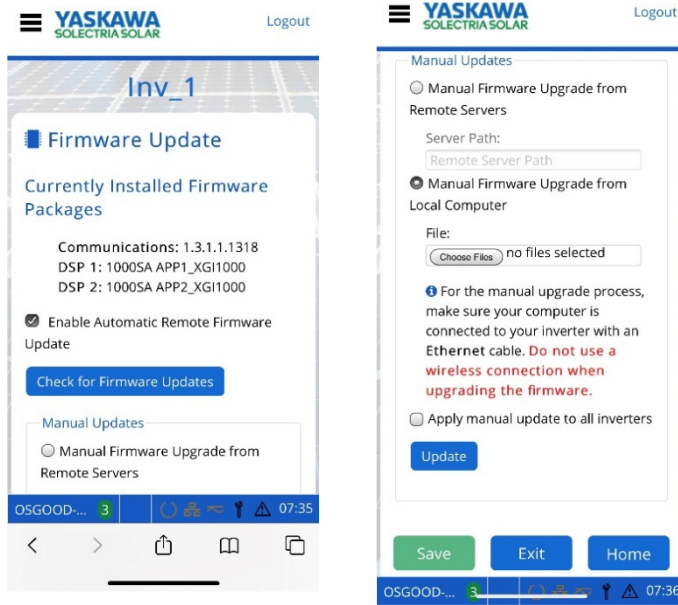 YASKAWA
SOLECTRIA SOLAR
Logout
Inv_1
Firmware Update
Currently Installed Firmware
Packages
Communications: 1.3.1.1.1318
DSP 1: 1000SA APP1_XGI1000
DSP 2: 1000SA APP2_XGI1000
Enable Automatic Remote Firmware
Update
Check for Firmware Updates
Manual Updates
Manual Firmware Upgrade from
Remote Servers
OSGOOD-... 3 07:35
YASKAWA
SOLECTRIA SOLAR
Logout
Manual Updates
Manual Firmware Upgrade from
Remote Servers
Server Path:
Remote Server Path
Manual Firmware Upgrade from
Local Computer
File:
Choose Files no files selected
For the manual upgrade process,
make sure your computer is
connected to your inverter with an
Ethernet cable. Do not use a
wireless connection when
upgrading the firmware.
Apply manual update to all inverters
Update
Save Exit Home
OSGOOD-... 3 07:36